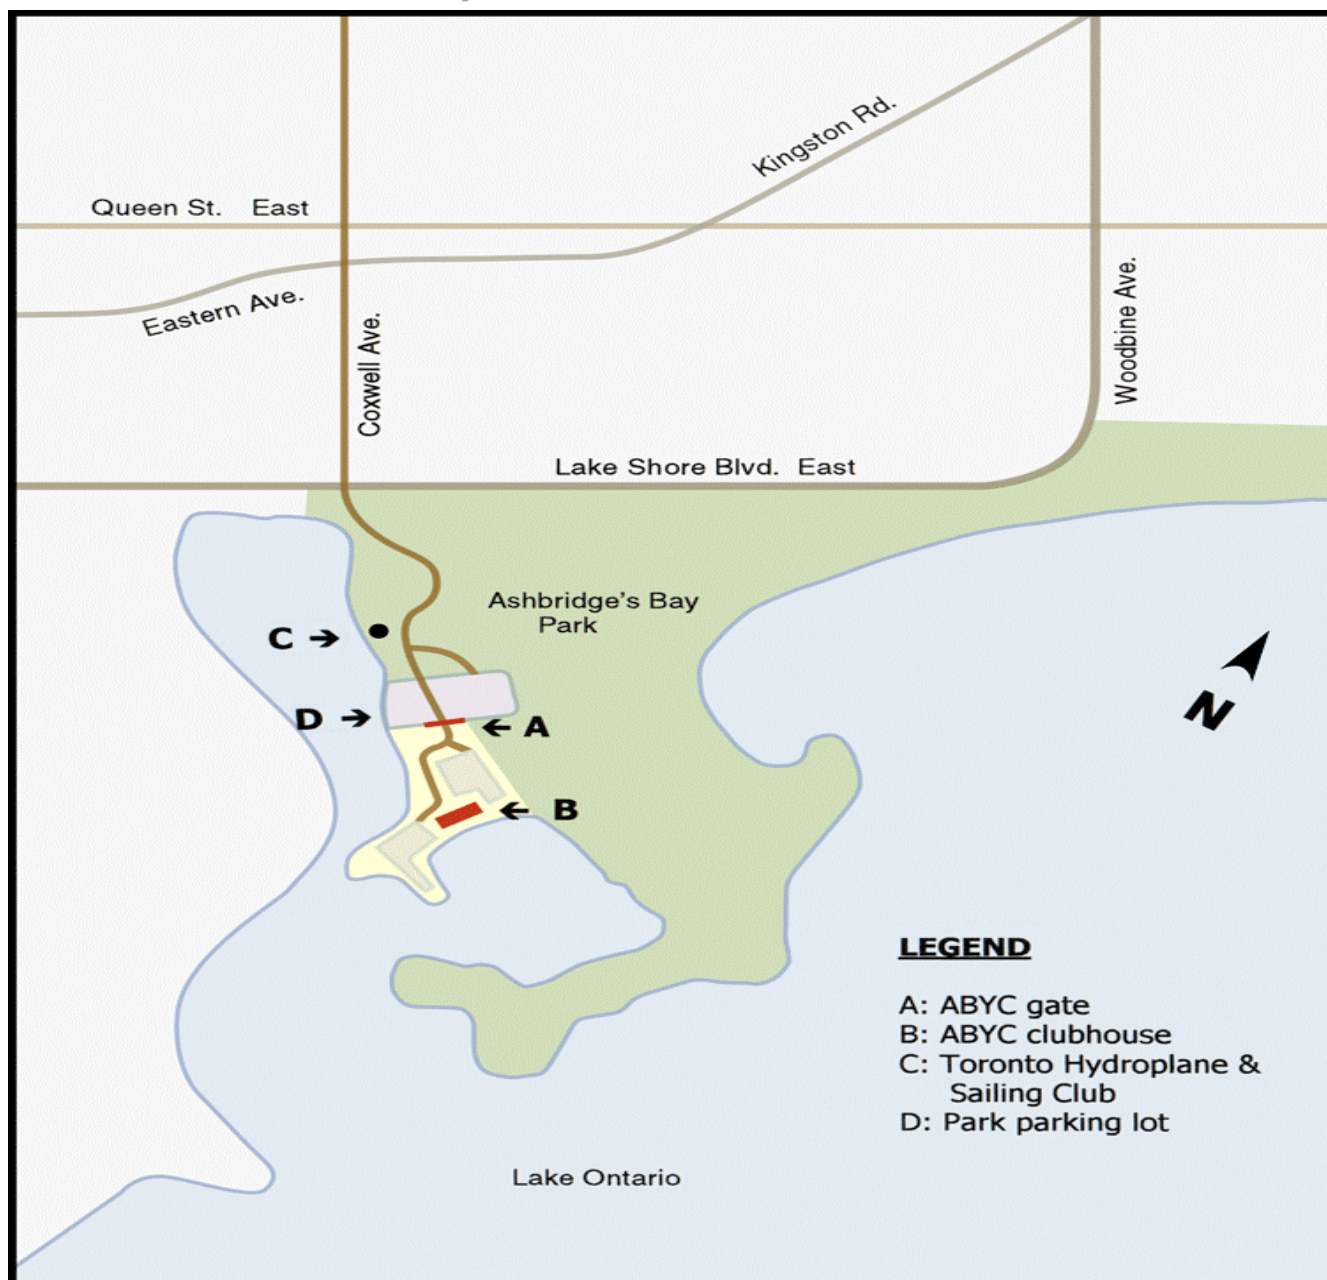 Kingston Rd.
Queen St. East
Eastern Ave.
Coxwell Ave.
Woodbine Ave.
Lake Shore Blvd. East
Ashbridge's Bay
Park
C →
D →
← A
← B
N
LEGEND
A: ABYC gate
B: ABYC clubhouse
C: Toronto Hydroplane &
Sailing Club
D: Park parking lot
Lake Ontario